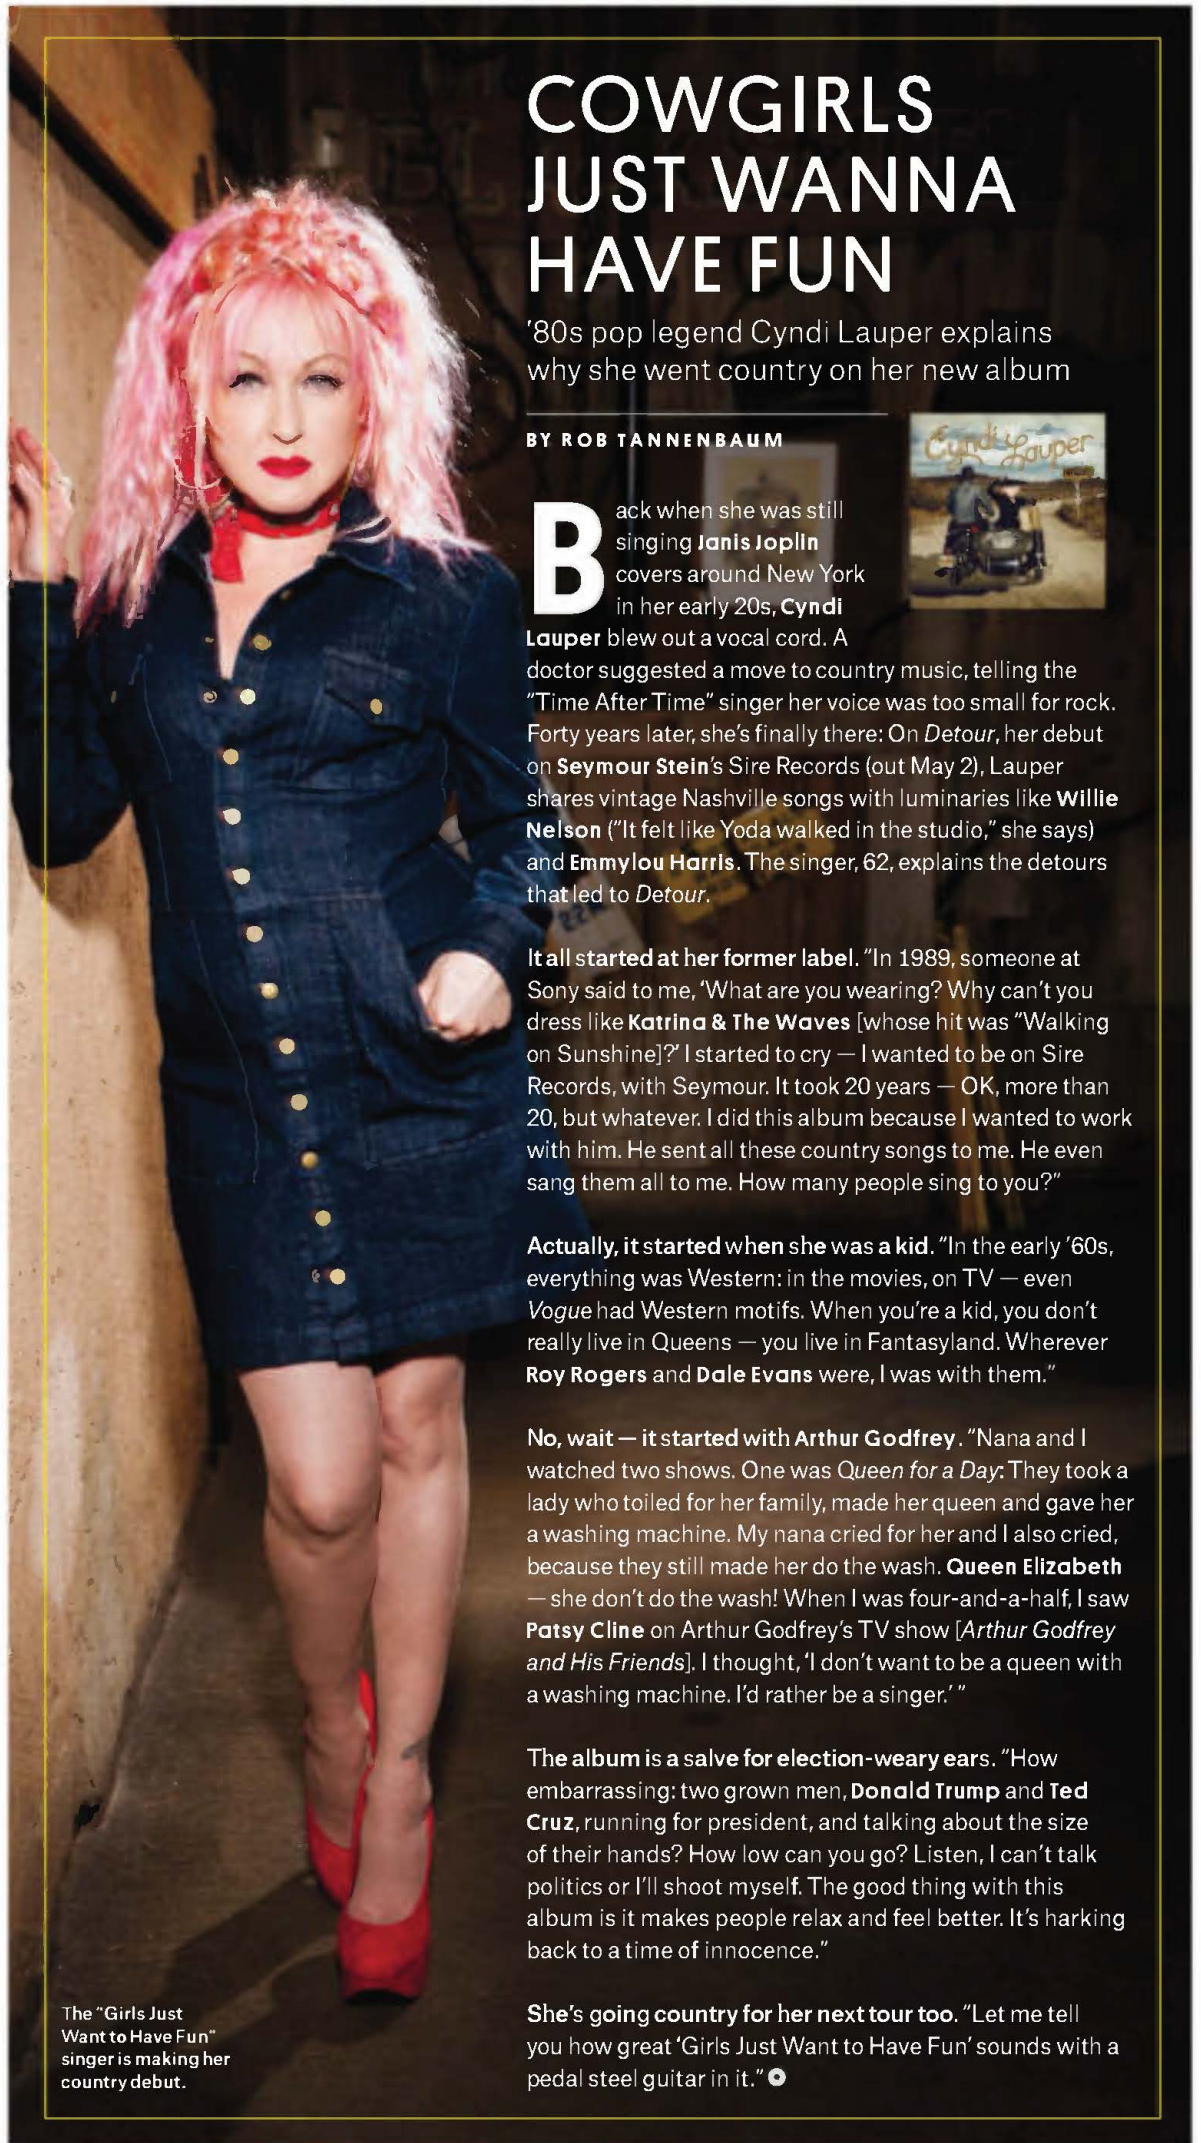 COWGIRLS
JUST WANNA
HAVE FUN
'80s pop legend Cyndi Lauper explains
why she went country on her new album
BY ROB TANNENBAUM
Cyndi Lauper
Back when she was still
singing Janis Joplin
covers around New York
in her early 20s, Cyndi
Lauper blew out a vocal cord. A
doctor suggested a move to country music, telling the
"Time After Time" singer her voice was too small for rock.
Forty years later, she's finally there: On Detour, her debut
on Seymour Stein's Sire Records (out May 2), Lauper
shares vintage Nashville songs with luminaries like Willie
Nelson ("It felt like Yoda walked in the studio," she says)
and Emmylou Harris. The singer, 62, explains the detours
that led to Detour.
It all started at her former label. "In 1989, someone at
Sony said to me, 'What are you wearing? Why can't you
dress like Katrina & The Waves [whose hit was "Walking
on Sunshine]?' I started to cry — I wanted to be on Sire
Records, with Seymour. It took 20 years — OK, more than
20, but whatever. I did this album because I wanted to work
with him. He sent all these country songs to me. He even
sang them all to me. How many people sing to you?"
Actually, it started when she was a kid. "In the early '60s,
everything was Western: in the movies, on TV — even
Vogue had Western motifs. When you're a kid, you don't
really live in Queens — you live in Fantasyland. Wherever
Roy Rogers and Dale Evans were, I was with them."
No, wait — it started with Arthur Godfrey. "Nana and I
watched two shows. One was Queen for a Day: They took a
lady who toiled for her family, made her queen and gave her
a washing machine. My nana cried for her and I also cried,
because they still made her do the wash. Queen Elizabeth
— she don't do the wash! When I was four-and-a-half, I saw
Patsy Cline on Arthur Godfrey's TV show [Arthur Godfrey
and His Friends]. I thought, 'I don't want to be a queen with
a washing machine. I'd rather be a singer.' "
The album is a salve for election-weary ears. "How
embarrassing: two grown men, Donald Trump and Ted
Cruz, running for president, and talking about the size
of their hands? How low can you go? Listen, I can't talk
politics or I'll shoot myself. The good thing with this
album is it makes people relax and feel better. It's harking
back to a time of innocence."
She's going country for her next tour too. "Let me tell
you how great 'Girls Just Want to Have Fun' sounds with a
pedal steel guitar in it."
The "Girls Just
Want to Have Fun"
singer is making her
country debut.